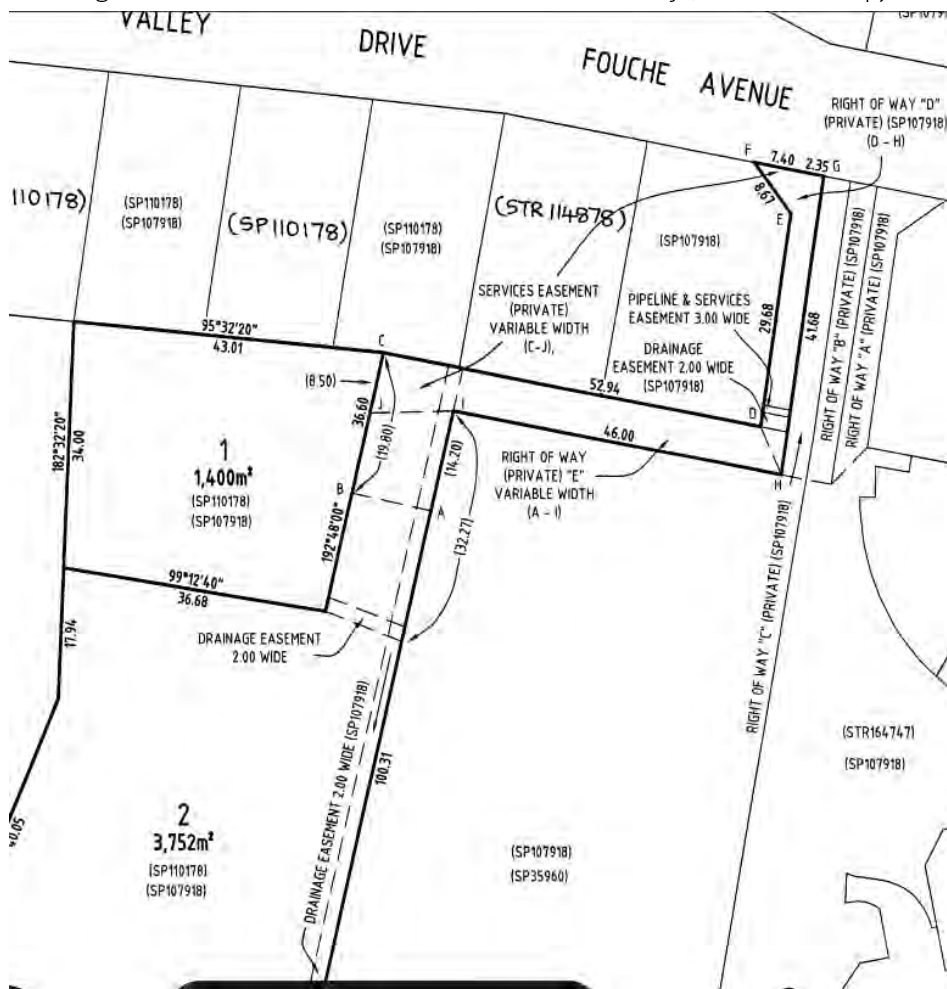 VALLEY
DRIVE
FOUCHE AVENUE
RIGHT OF WAY "D"
(PRIVATE) (SP107918)
(D - H)
F
7.40
2.35 G
8.67
E
110178)
(SP110178)
(SP107918)
(SP110178)
(SP110178)
(SP107918)
(STR 114878)
(SP107918)
SERVICES EASEMENT
(PRIVATE)
VARIABLE WIDTH
(C-J),
PIPELINE & SERVICES
EASEMENT 3.00 WIDE
DRAINAGE
EASEMENT 2.00 WIDE
(SP107918)
29.68
41.68
RIGHT OF WAY "B" (PRIVATE) (SP107918)
RIGHT OF WAY "A" (PRIVATE) (SP107918)
95°32'20"
43.01
C
(8.50)
52.94
D
J
I
36.60
(19.80)
(14.20)
46.00
H
182°32'20"
34.00
1
1,400m²
(SP110178)
(SP107918)
B
A
192°48'00"
(32.27)
RIGHT OF WAY
(PRIVATE) "E"
VARIABLE WIDTH
(A - I)
99°12'40"
36.68
17.94
DRAINAGE EASEMENT
2.00 WIDE
RIGHT OF WAY "C" (PRIVATE) (SP107918)
(STR164747)
(SP107918)
DRAINAGE EASEMENT 2.00 WIDE (SP107918)
100.31
40.05
2
3,752m²
(SP110178)
(SP107918)
(SP107918)
(SP35960)